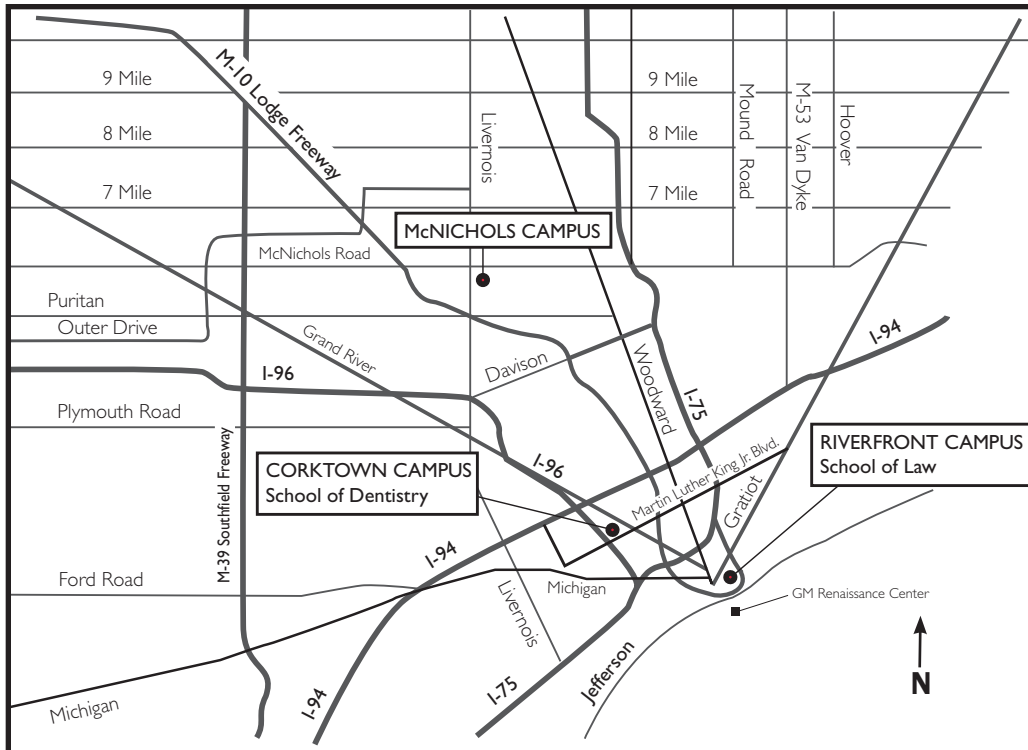 9 Mile
M-10 Lodge Freeway
Livernois
9 Mile
Mound Road
M-53 Van Dyke
Hoover
8 Mile
8 Mile
7 Mile
7 Mile
McNICHOLS CAMPUS
McNichols Road
Puritan
Outer Drive
Grand River
Davison
Woodward
I-94
I-96
I-75
Plymouth Road
M-39 Southfield Freeway
CORKTOWN CAMPUS
School of Dentistry
I-96
Martin Luther King Jr. Blvd.
RIVERFRONT CAMPUS
School of Law
Gratiot
I-94
Ford Road
Michigan
Livernois
GM Renaissance Center
Jefferson
I-75
I-94
Michigan
N